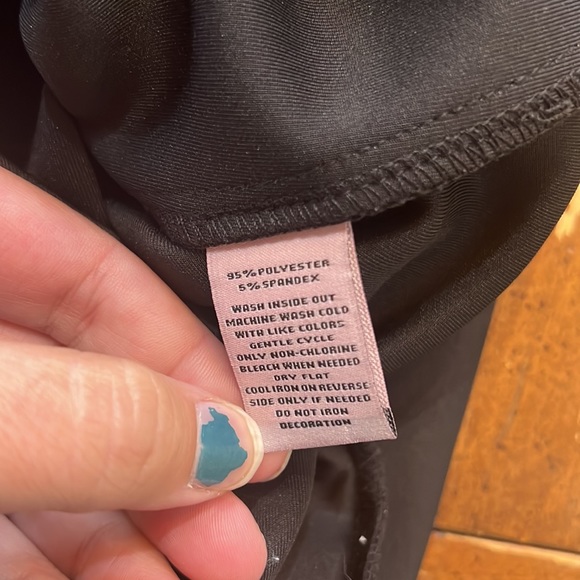 95% POLYESTER
5% SPANDEX
WASH INSIDE OUT
MACHINE WASH COLD
WITH LIKE COLORS
GENTLE CYCLE
ONLY NON-CHLORINE
BLEACH WHEN NEEDED
DRY FLAT
COOL IRON ON REVERSE
SIDE ONLY IF NEEDED
DO NOT IRON
DECORATION